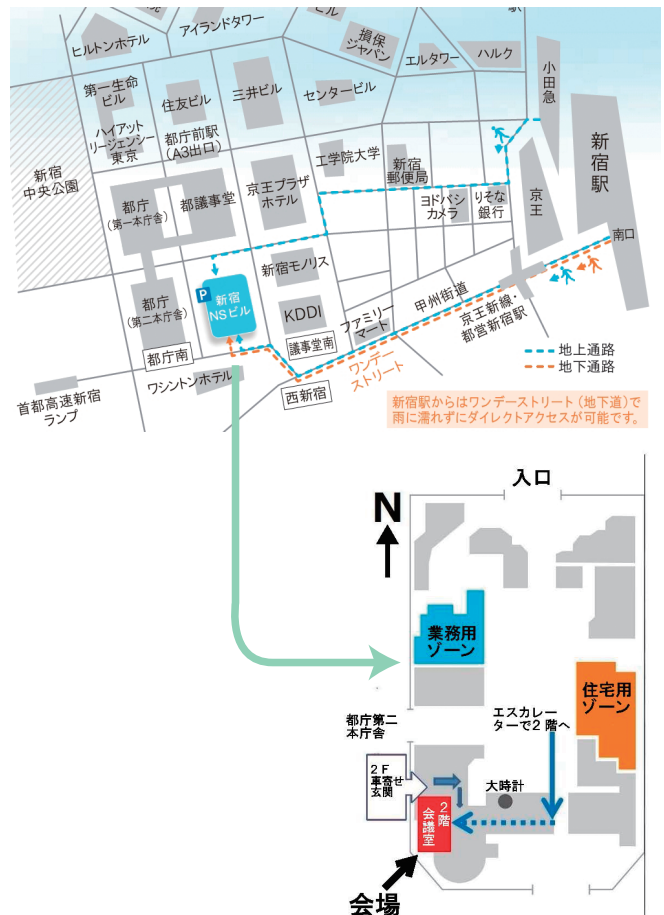 ヒルトンホテル
アイランドタワー
ビル
損保
ジャパン
エルタワー
ハルク
駅
小田急
新宿駅
第一生命
ビル
住友ビル
三井ビル
センタービル
ハイアット
リージェンシー
東京
都庁前駅
(A3出口)
工学院大学
新宿
郵便局
新宿
中央公園
都庁
(第一本庁舎)
都議事堂
京王プラザ
ホテル
ヨドバシ
カメラ
りそな
銀行
京王
南口
新宿モノリス
P
新宿
NSビル
都庁
(第二本庁舎)
KDDI
甲州街道
京王新線・
都営新宿駅
ファミリー
マート
都庁南
議事堂南
ワンデー
ストリート
地上通路
地下通路
ワシントンホテル
西新宿
首都高速新宿
ランプ
新宿駅からはワンデーストリート(地下道)で
雨に濡れずにダイレクトアクセスが可能です。
入口
N
業務用
ゾーン
住宅用
ゾーン
都庁第二
本庁舎
エスカレー
ターで2階へ
2F
車寄せ
玄関
大時計
2階
会議室
会場